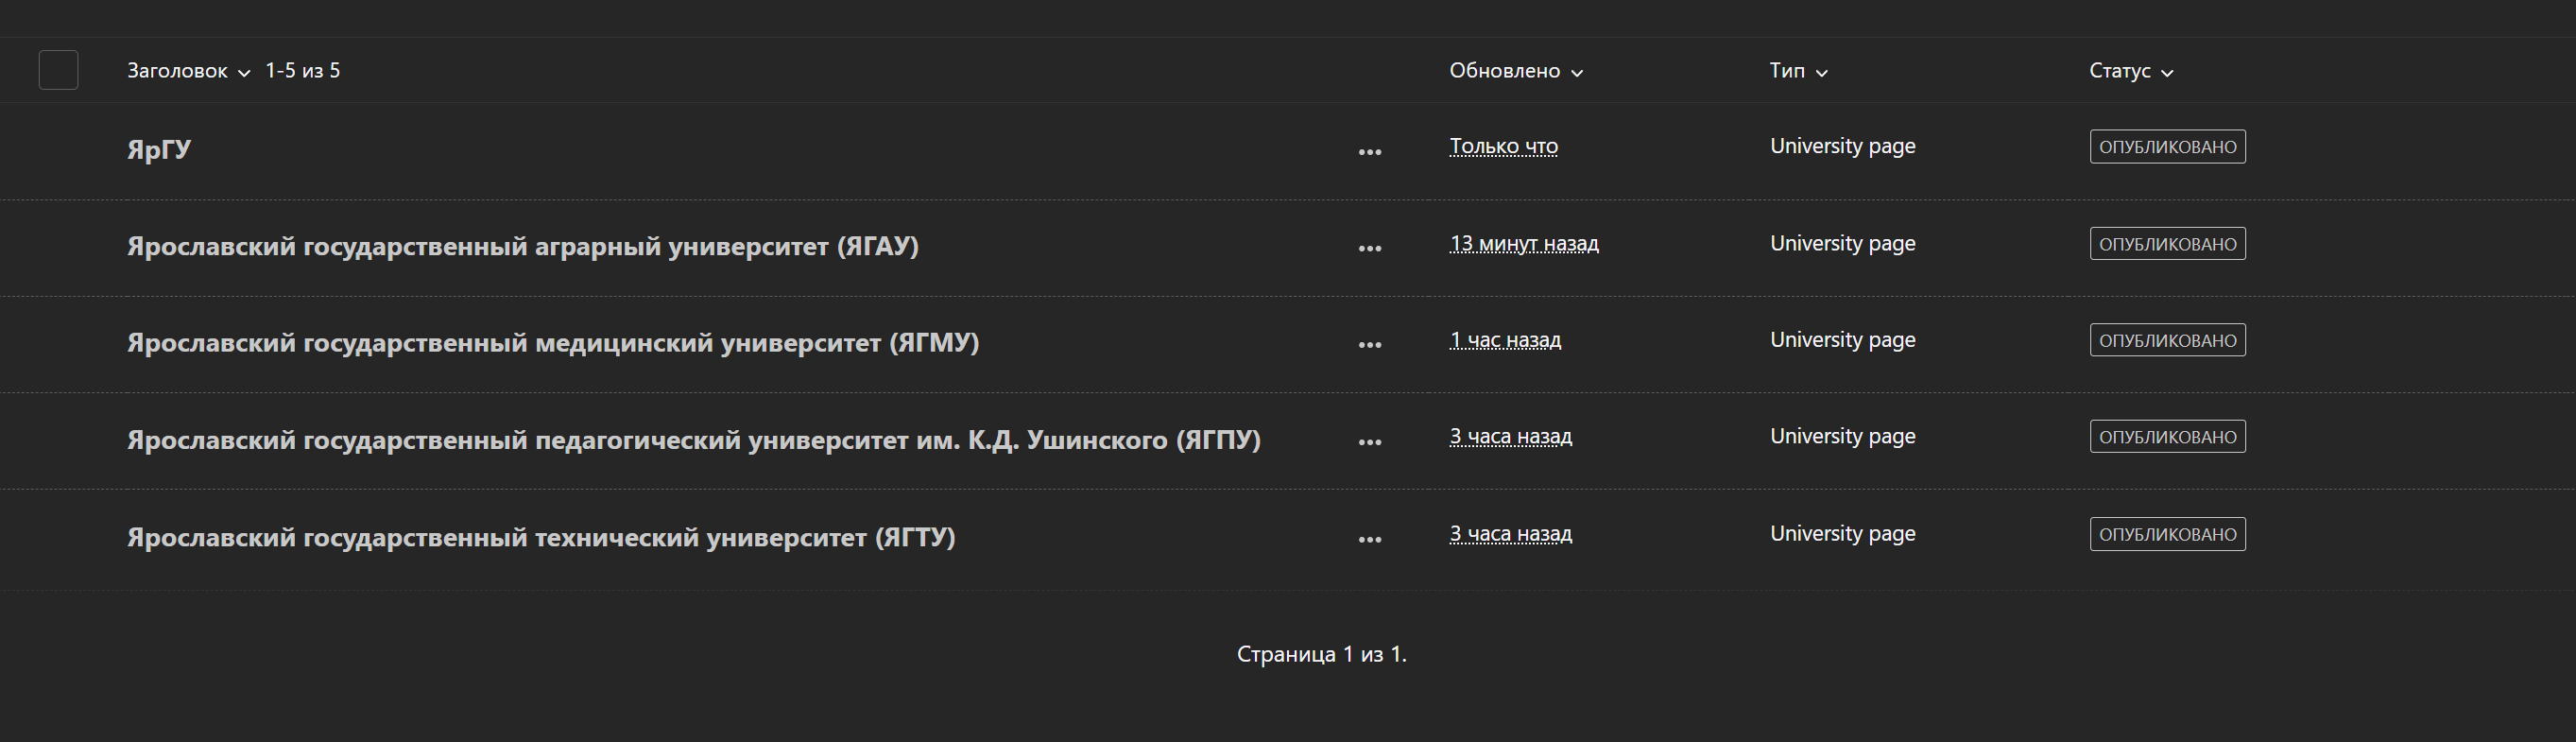 Заголовок 1-5 из 5 Обновлено Тип Статус
ЯрГУ Только что University page ОПУБЛИКОВАНО
Ярославский государственный аграрный университет (ЯГАУ) 13 минут назад University page ОПУБЛИКОВАНО
Ярославский государственный медицинский университет (ЯГМУ) 1 час назад University page ОПУБЛИКОВАНО
Ярославский государственный педагогический университет им. К.Д. Ушинского (ЯГПУ) 3 часа назад University page ОПУБЛИКОВАНО
Ярославский государственный технический университет (ЯГТУ) 3 часа назад University page ОПУБЛИКОВАНО
Страница 1 из 1.